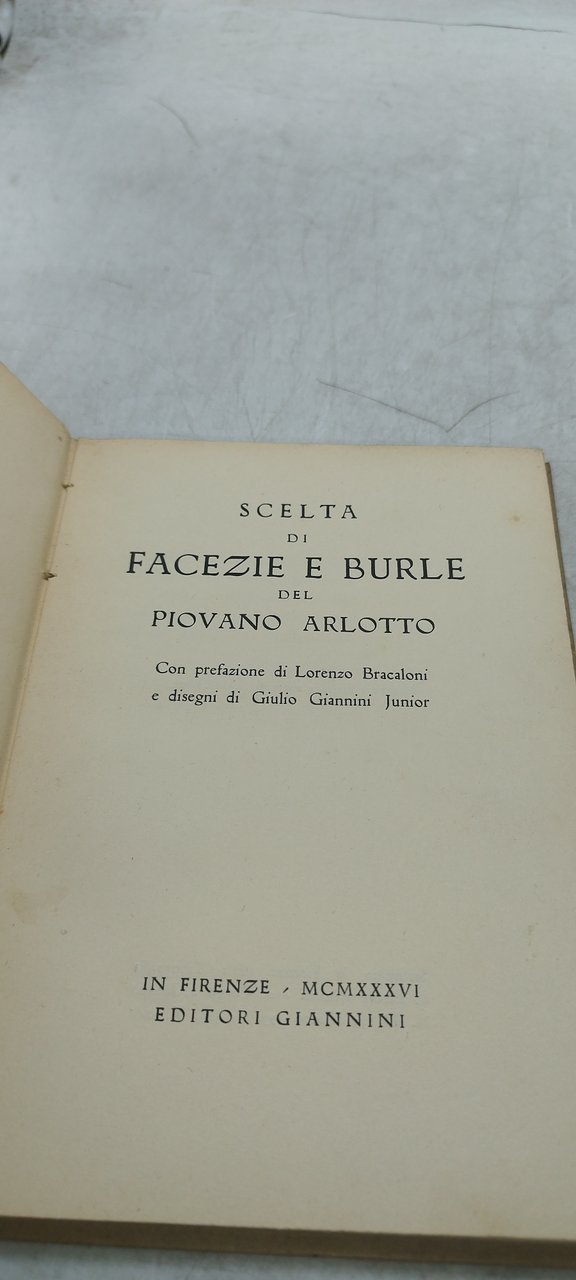 SCELTA
DI
FACEZIE E BURLE
DEL
PIOVANO ARLOTTO
Con prefazione di Lorenzo Bracaloni
e disegni di Giulio Giannini Junior
IN FIRENZE - MCMXXXVI
EDITORI GIANNINI